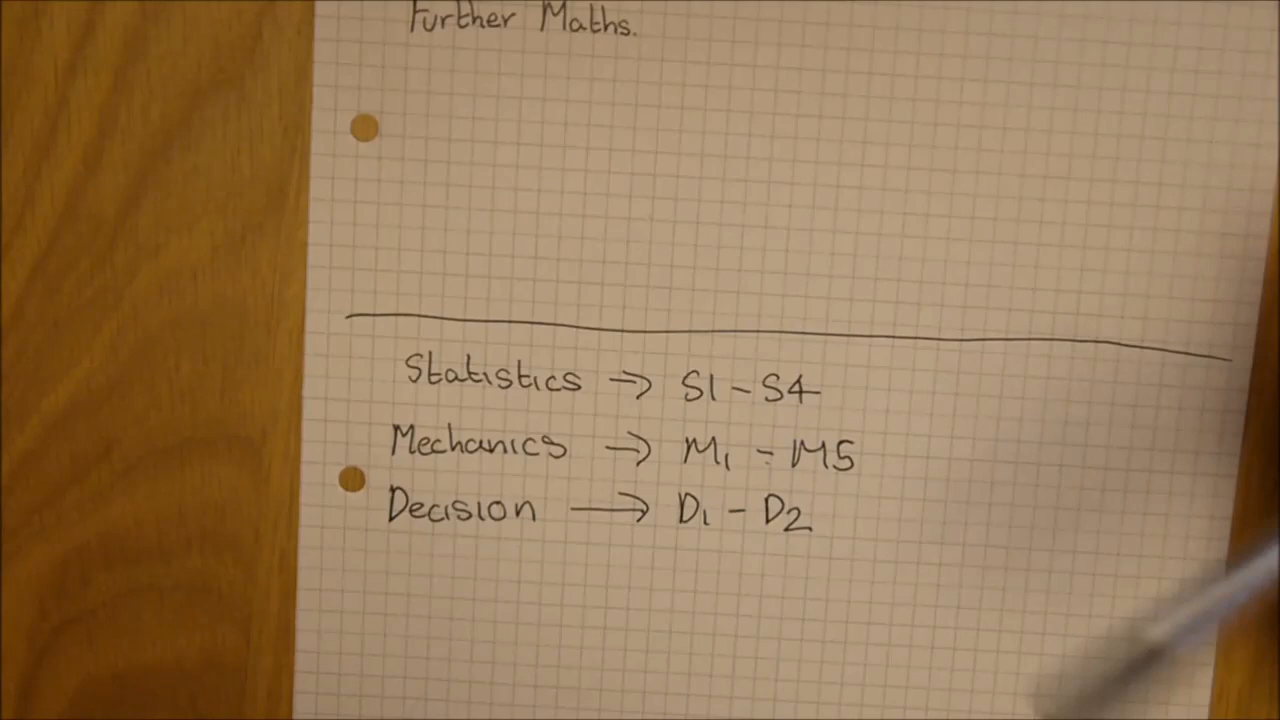 Further Maths.
Statistics → S1 - S4
Mechanics → M1 - M5
Decision → D1 - D2